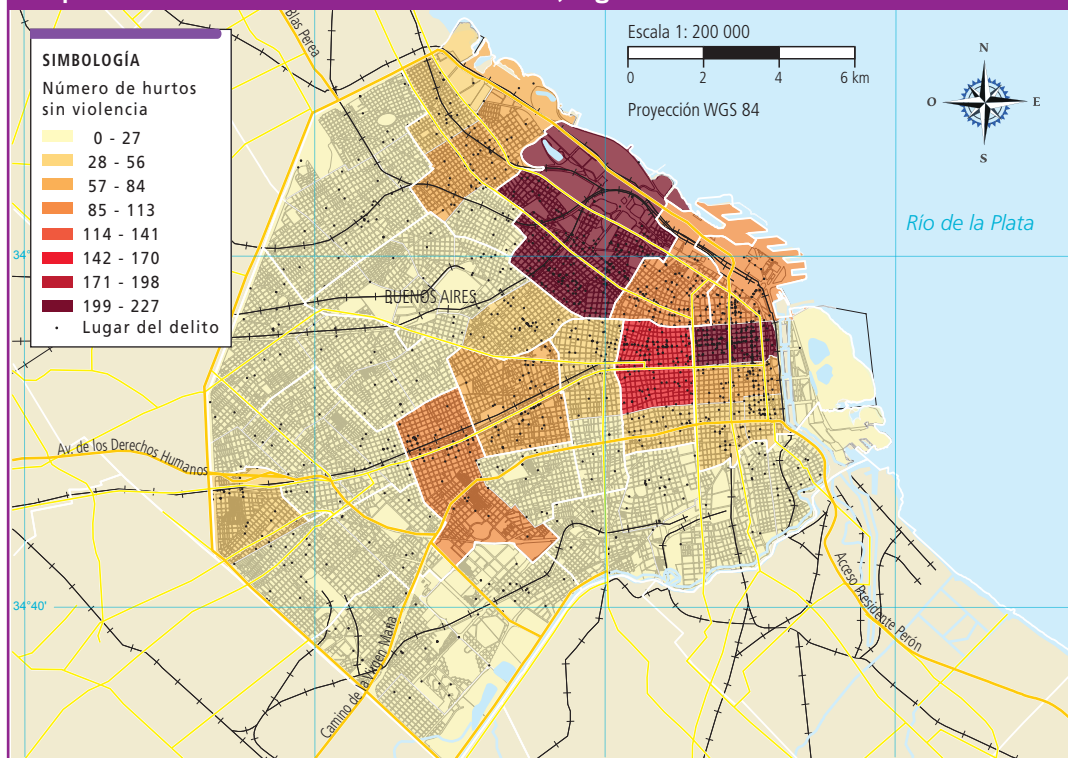 Blas Perea
SIMBOLOGÍA
Número de hurtos
sin violencia
0 - 27
28 - 56
57 - 84
85 - 113
114 - 141
142 - 170
171 - 198
199 - 227
Lugar del delito
Escala 1: 200 000
0 2 4 6 km
Proyección WGS 84
N
O E
S
Río de la Plata
34°
BUENOS AIRES
Av. de los Derechos Humanos
34°40'
Camino de la Virgen María
Acceso Presidente Perón